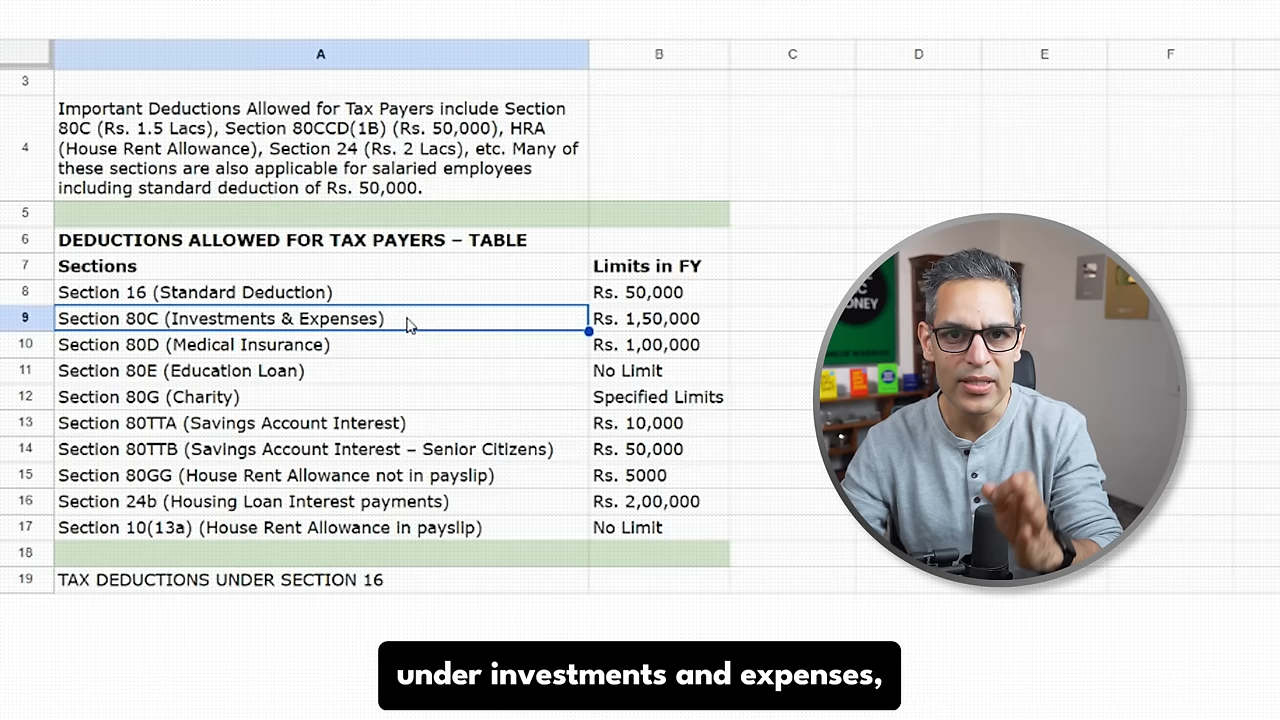 A B C D E F
3
4 Important Deductions Allowed for Tax Payers include Section
80C (Rs. 1.5 Lacs), Section 80CCD(1B) (Rs. 50,000), HRA
(House Rent Allowance), Section 24 (Rs. 2 Lacs), etc. Many of
these sections are also applicable for salaried employees
including standard deduction of Rs. 50,000.
5
6 DEDUCTIONS ALLOWED FOR TAX PAYERS – TABLE
7 Sections Limits in FY
8 Section 16 (Standard Deduction) Rs. 50,000
9 Section 80C (Investments & Expenses) Rs. 1,50,000
10 Section 80D (Medical Insurance) Rs. 1,00,000
11 Section 80E (Education Loan) No Limit
12 Section 80G (Charity) Specified Limits
13 Section 80TTA (Savings Account Interest) Rs. 10,000
14 Section 80TTB (Savings Account Interest – Senior Citizens) Rs. 50,000
15 Section 80GG (House Rent Allowance not in payslip) Rs. 5000
16 Section 24b (Housing Loan Interest payments) Rs. 2,00,000
17 Section 10(13a) (House Rent Allowance in payslip) No Limit
18
19 TAX DEDUCTIONS UNDER SECTION 16
under investments and expenses,